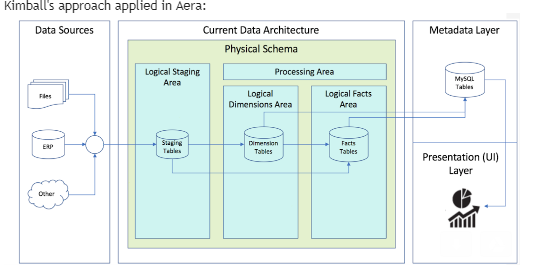 Kimball's approach applied in Aera:
Data Sources
Current Data Architecture
Metadata Layer
Physical Schema
Logical Staging
Area
Processing Area
Logical
Dimensions Area
Logical Facts
Area
MySQL
Tables
Files
ERP
Other
Staging
Tables
Dimension
Tables
Facts
Tables
Presentation (UI)
Layer